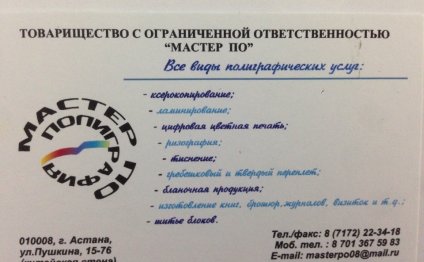 ТОВАРИЩЕСТВО С ОГРАНИЧЕННОЙ ОТВЕТСТВЕННОСТЬЮ
"МАСТЕР ПО"
Все виды полиграфических услуг:
- ксерокопирование;
- ламинирование;
- цифровая цветная печать;
- ризография;
- тиснение;
- гребешковый и твердый переплет;
- бланочная продукция;
- изготовление книг, брошюр, журналов, визиток и т.д.;
- шитье блоков.
МАСТЕР ПО
ПОЛИГРАФИЯ
010008, г. Астана,
ул.Пушкина, 15-76
(китайская стена)
Тел./факс: 8 (7172) 22-34-18
Моб. тел. : 8 701 367 59 83
E-mail: masterpo08@mail.ru